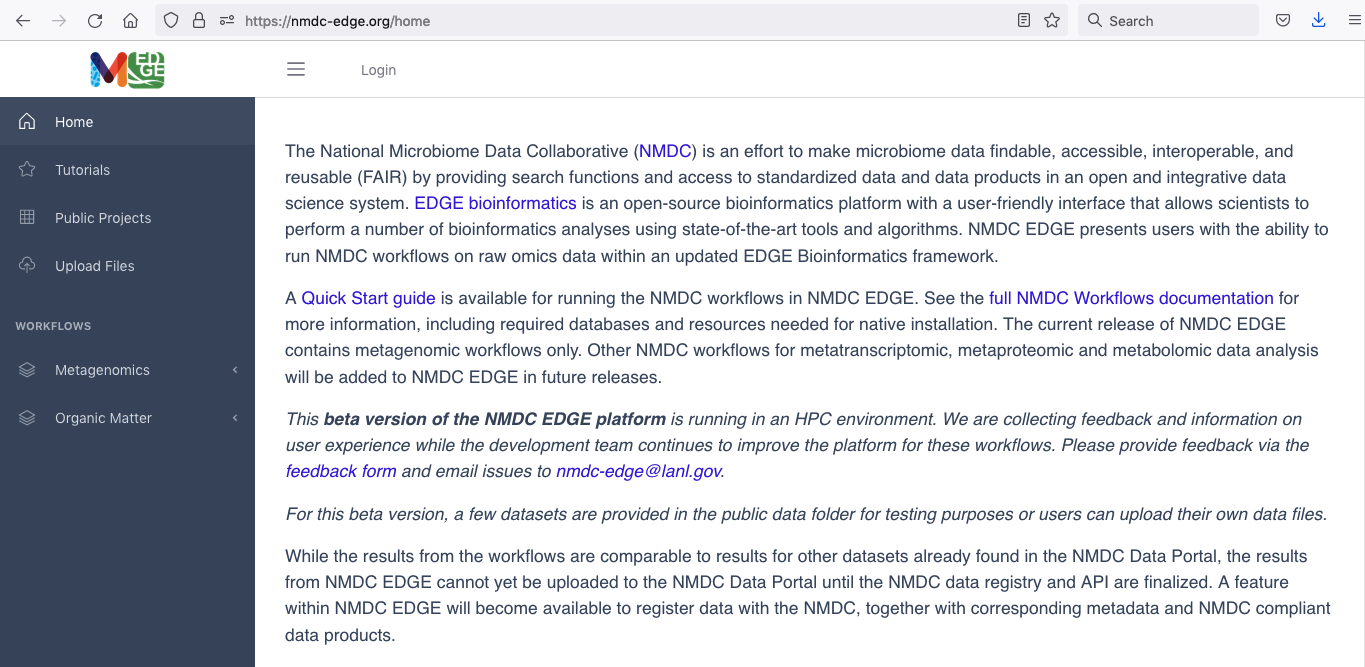 https://nmdc-edge.org/home
Search
M EDGE
Login
Home
Tutorials
Public Projects
Upload Files
WORKFLOWS
Metagenomics
Organic Matter
The National Microbiome Data Collaborative (NMDC) is an effort to make microbiome data findable, accessible, interoperable, and
reusable (FAIR) by providing search functions and access to standardized data and data products in an open and integrative data
science system. EDGE bioinformatics is an open-source bioinformatics platform with a user-friendly interface that allows scientists to
perform a number of bioinformatics analyses using state-of-the-art tools and algorithms. NMDC EDGE presents users with the ability to
run NMDC workflows on raw omics data within an updated EDGE Bioinformatics framework.
A Quick Start guide is available for running the NMDC workflows in NMDC EDGE. See the full NMDC Workflows documentation for
more information, including required databases and resources needed for native installation. The current release of NMDC EDGE
contains metagenomic workflows only. Other NMDC workflows for metatranscriptomic, metaproteomic and metabolomic data analysis
will be added to NMDC EDGE in future releases.
This beta version of the NMDC EDGE platform is running in an HPC environment. We are collecting feedback and information on
user experience while the development team continues to improve the platform for these workflows. Please provide feedback via the
feedback form and email issues to nmdc-edge@lanl.gov.
For this beta version, a few datasets are provided in the public data folder for testing purposes or users can upload their own data files.
While the results from the workflows are comparable to results for other datasets already found in the NMDC Data Portal, the results
from NMDC EDGE cannot yet be uploaded to the NMDC Data Portal until the NMDC data registry and API are finalized. A feature
within NMDC EDGE will become available to register data with the NMDC, together with corresponding metadata and NMDC compliant
data products.